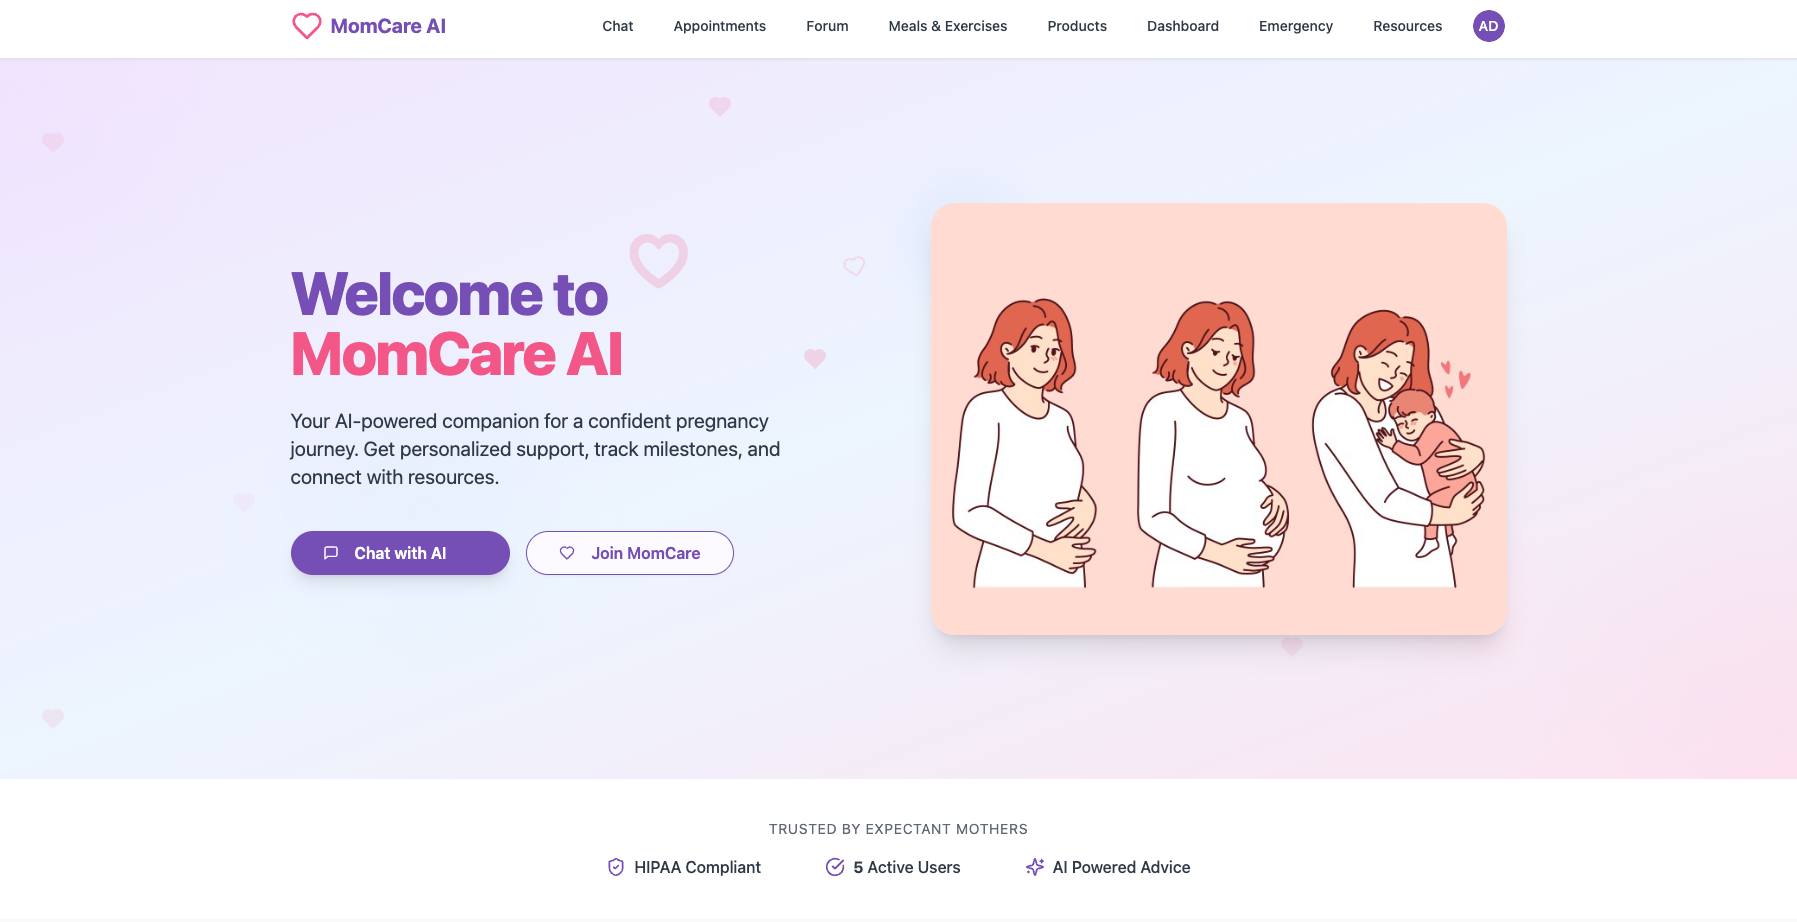 MomCare AI
Chat
Appointments
Forum
Meals & Exercises
Products
Dashboard
Emergency
Resources
AD
Welcome to
MomCare AI
Your AI-powered companion for a confident pregnancy
journey. Get personalized support, track milestones, and
connect with resources.
Chat with AI
Join MomCare
TRUSTED BY EXPECTANT MOTHERS
HIPAA Compliant
5 Active Users
AI Powered Advice